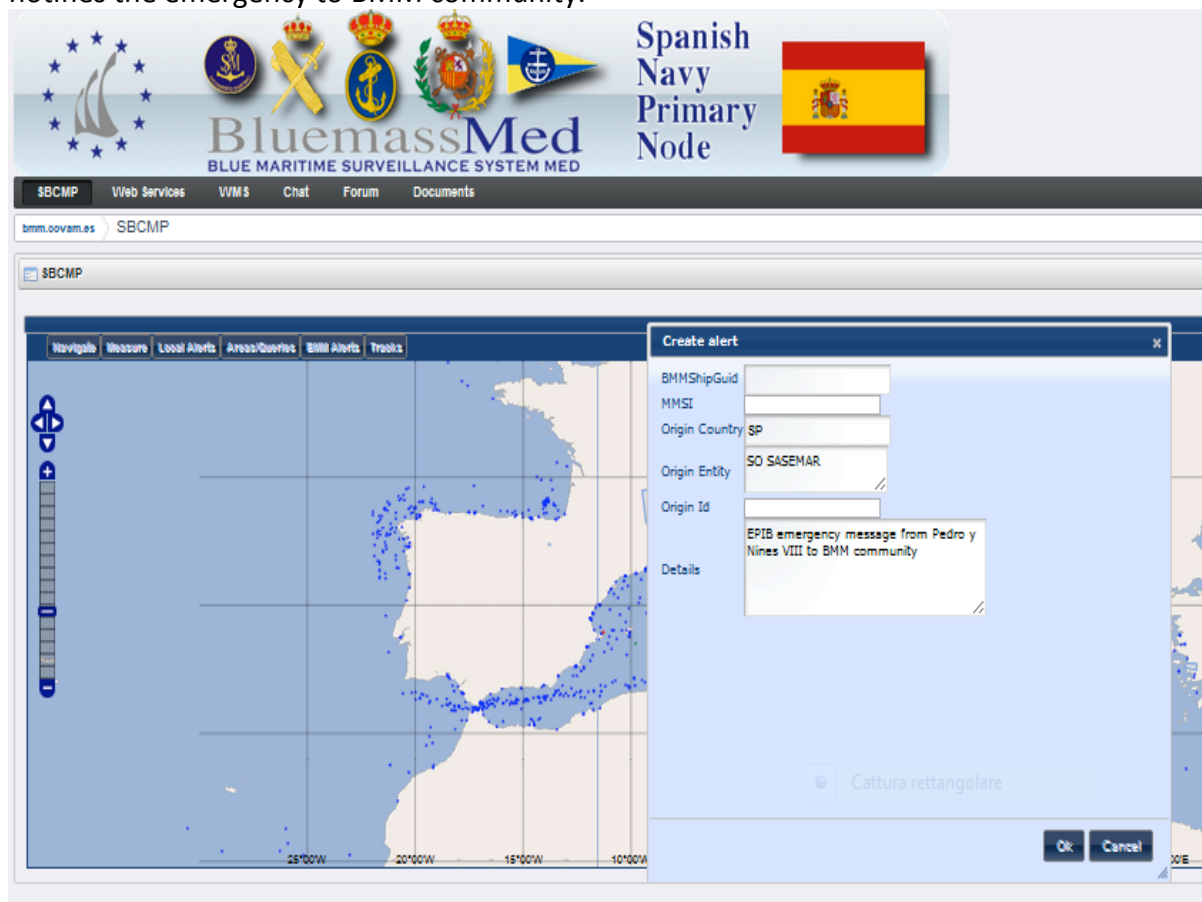 notifies the emergency to BMM community.
Spanish
Navy
Primary
Node
SM
BluemassMed
BLUE MARITIME SURVEILLANCE SYSTEM MED
SBCMP Web Services WMS Chat Forum Documents
bmm.oovam.es SBCMP
SBCMP
Navigate Measure Local Alerts Areas/Queries BMM Alerts Tracks
Create alert x
BMMShipGuid
MMSI
Origin Country SP
Origin Entity SO SASEMAR
Origin Id
EPIB emergency message from Pedro y
Nines VIII to BMM community
Details
Cattura rettangolare
Ok Cancel
25°00'W 20°00'W 15°00'W 10°00'W